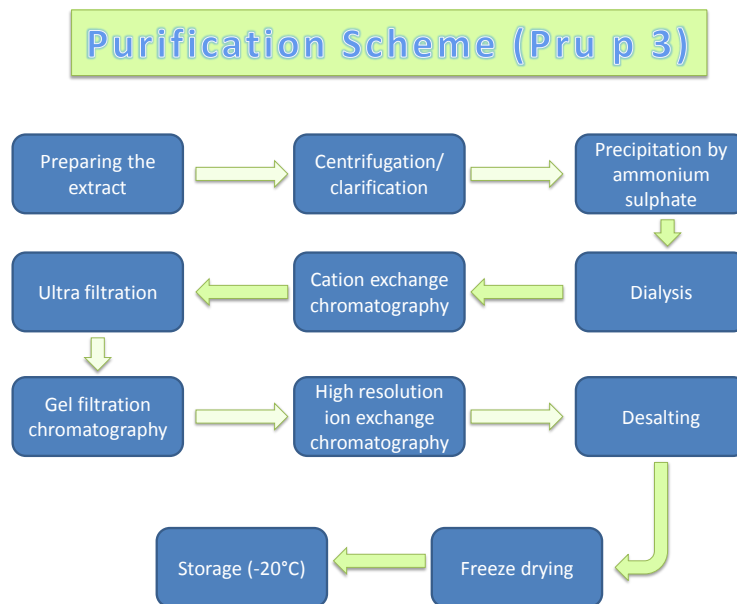 Purification Scheme (Pru p 3)
Preparing the
extract
Centrifugation/
clarification
Precipitation by
ammonium
sulphate
Dialysis
Cation exchange
chromatography
Ultra filtration
Gel filtration
chromatography
High resolution
ion exchange
chromatography
Desalting
Freeze drying
Storage (-20°C)